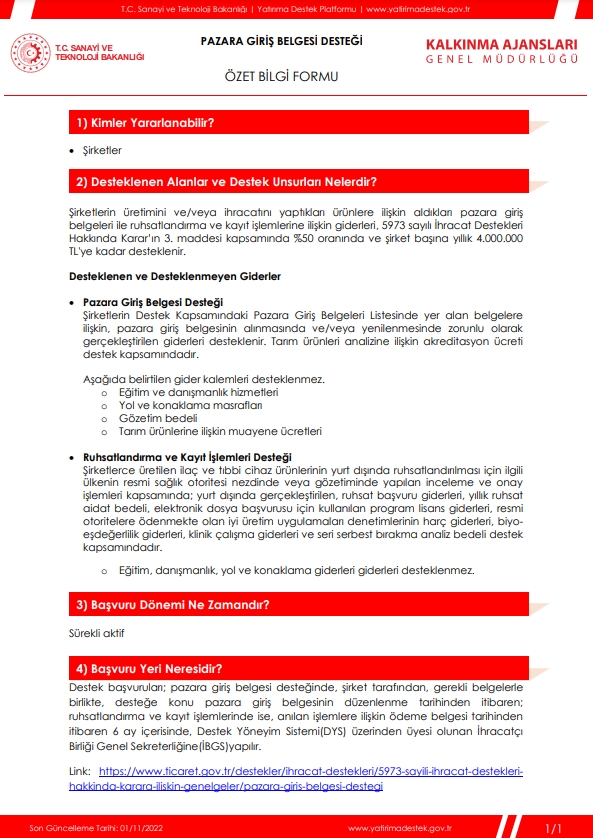 T.C. Sanayi ve Teknoloji Bakanlığı | Yatırıma Destek Platformu | www.yatirimadestek.gov.tr
T.C. SANAYİ VE
TEKNOLOJİ BAKANLIĞI
PAZARA GİRİŞ BELGESİ DESTEĞİ
ÖZET BİLGİ FORMU
KALKINMA AJANSLARI
GENEL MÜDÜRLÜĞÜ
1) Kimler Yararlanabilir?
• Şirketler
2) Desteklenen Alanlar ve Destek Unsurları Nelerdir?
Şirketlerin üretimini ve/veya ihracatını yaptıkları ürünlere ilişkin aldıkları pazara giriş
belgeleri ile ruhsatlandırma ve kayıt işlemlerine ilişkin giderleri, 5973 sayılı İhracat Destekleri
Hakkında Karar'ın 3. maddesi kapsamında %50 oranında ve şirket başına yıllık 4.000.000
TL'ye kadar desteklenir.
Desteklenen ve Desteklenmeyen Giderler
• Pazara Giriş Belgesi Desteği
Şirketlerin Destek Kapsamındaki Pazara Giriş Belgeleri Listesinde yer alan belgelere
ilişkin, pazara giriş belgesinin alınmasında ve/veya yenilenmesinde zorunlu olarak
gerçekleştirilen giderleri desteklenir. Tarım ürünleri analizine ilişkin akreditasyon ücreti
destek kapsamındadır.
Aşağıda belirtilen gider kalemleri desteklenmez.
o Eğitim ve danışmanlık hizmetleri
o Yol ve konaklama masrafları
o Gözetim bedeli
o Tarım ürünlerine ilişkin muayene ücretleri
• Ruhsatlandırma ve Kayıt İşlemleri Desteği
Şirketlerce üretilen ilaç ve tıbbi cihaz ürünlerinin yurt dışında ruhsatlandırılması için ilgili
ülkenin resmi sağlık otoritesi nezdinde veya gözetiminde yapılan inceleme ve onay
işlemleri kapsamında; yurt dışında gerçekleştirilen, ruhsat başvuru giderleri, yıllık ruhsat
aidat bedeli, elektronik dosya başvurusu için kullanılan program lisans giderleri, resmi
otoritelere ödenmekte olan iyi üretim uygulamaları denetimlerinin harç giderleri, biyo-
eşdeğerlilik giderleri, klinik çalışma giderleri ve seri serbest bırakma analiz bedeli destek
kapsamındadır.
o Eğitim, danışmanlık, yol ve konaklama giderleri giderleri desteklenmez.
3) Başvuru Dönemi Ne Zamandır?
Sürekli aktif
4) Başvuru Yeri Neresidir?
Destek başvuruları; pazara giriş belgesi desteğinde, şirket tarafından, gerekli belgelerle
birlikte, desteğe konu pazara giriş belgesinin düzenlenme tarihinden itibaren;
ruhsatlandırma ve kayıt işlemlerinde ise, anılan işlemlere ilişkin ödeme belgesi tarihinden
itibaren 6 ay içerisinde, Destek Yöneyim Sistemi(DYS) üzerinden üyesi olunan İhracatçı
Birliği Genel Sekreterliğine(İBGS)yapılır.
Link: https://www.ticaret.gov.tr/destekler/ihracat-destekleri/5973-sayili-ihracat-destekleri-
hakkinda-karara-iliskin-genelgeler/pazara-giris-belgesi-destegi
Son Güncelleme Tarihi: 01/11/2022
www.yatirimadestek.gov.tr
1/1